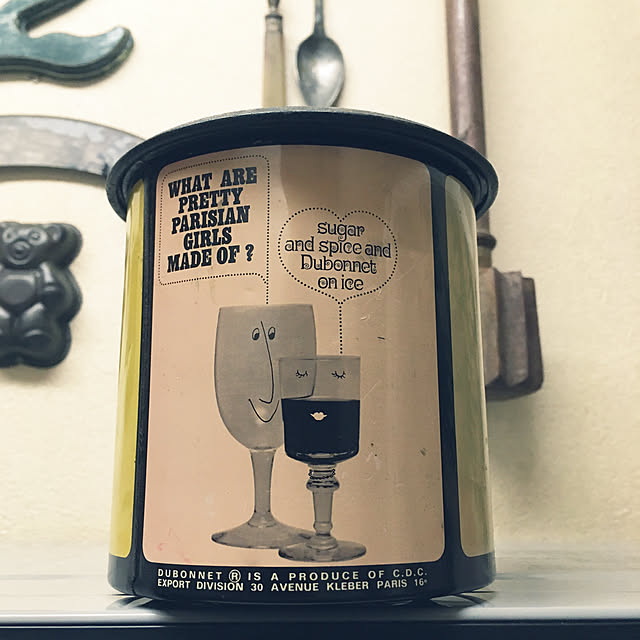 WHAT ARE
PRETTY
PARISIAN
GIRLS
MADE OF ?
sugar
and spice and
Dubonnet
on ice
DUBONNET ® IS A PRODUCE OF C.D.C.
EXPORT DIVISION 30 AVENUE KLEBER PARIS 16e